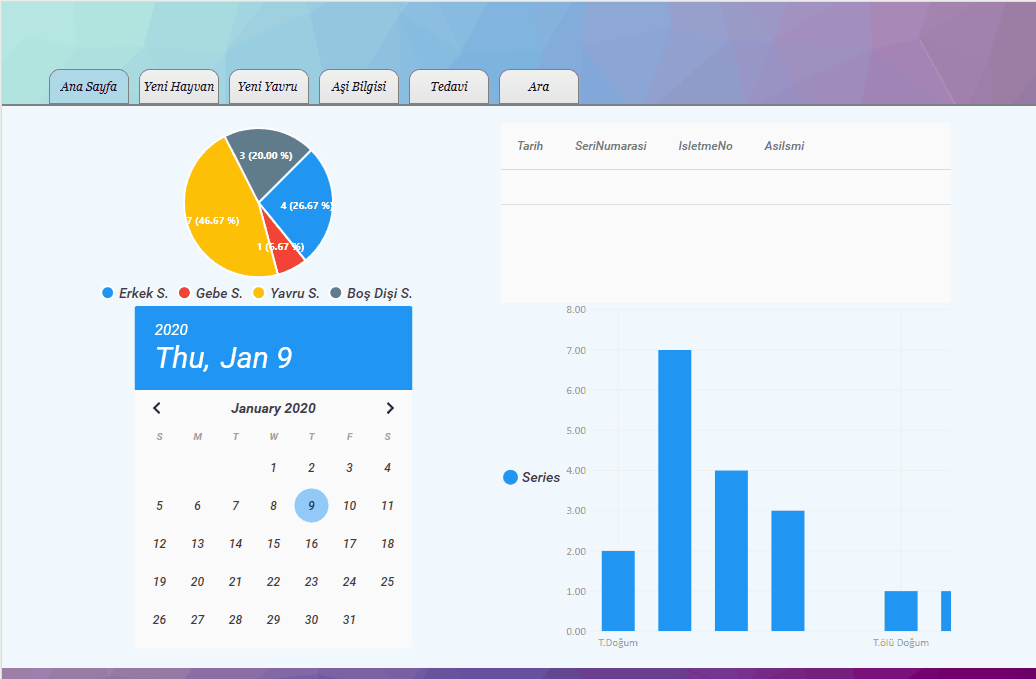 Ana Sayfa Yeni Hayvan Yeni Yavru Aşi Bilgisi Tedavi Ara
3 (20.00 %)
4 (26.67 %)
7 (46.67 %)
1 (6.67 %)
Erkek S. Gebe S. Yavru S. Boş Dişi S.
2020
Thu, Jan 9
January 2020
S M T W T F S
1 2 3 4
5 6 7 8 9 10 11
12 13 14 15 16 17 18
19 20 21 22 23 24 25
26 27 28 29 30 31
Tarih SeriNumarasi IsletmeNo Asilsmi
8.00
7.00
6.00
5.00
4.00
3.00
2.00
1.00
0.00
Series
T.Doğum T.ölü Doğum